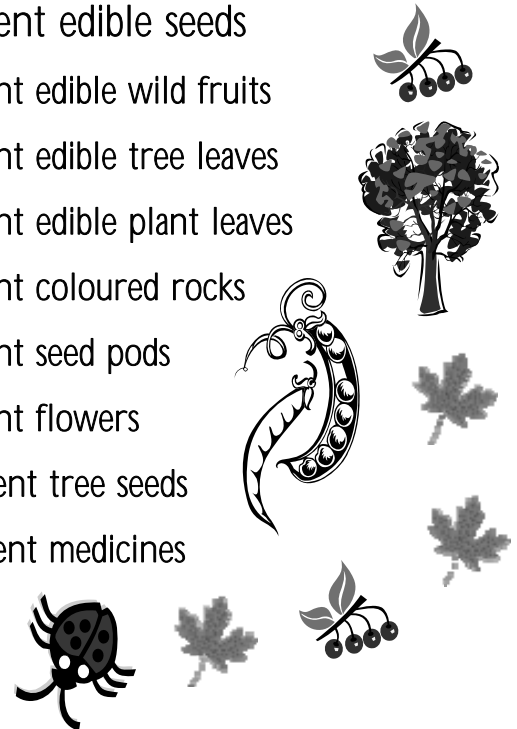 ent edible seeds
nt edible wild fruits
nt edible tree leaves
nt edible plant leaves
nt coloured rocks
nt seed pods
nt flowers
ent tree seeds
ent medicines